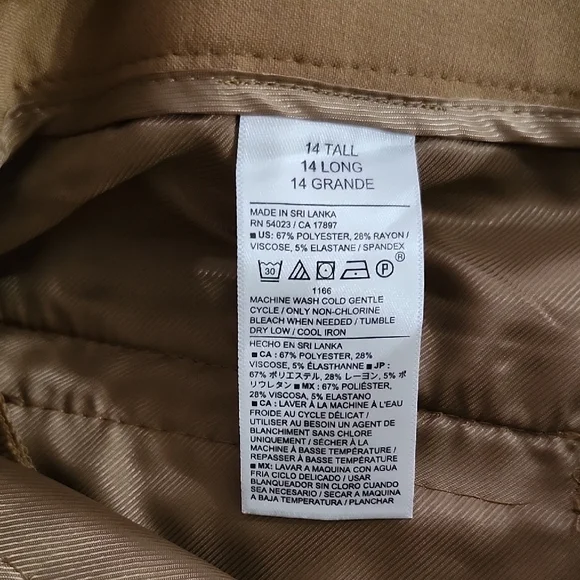 14 TALL
14 LONG
14 GRANDE
MADE IN SRI LANKA
RN 54023 / CA 17897
■ US: 67% POLYESTER, 28% RAYON /
VISCOSE, 5% ELASTANE / SPANDEX
30 P ®
1166
MACHINE WASH COLD GENTLE
CYCLE / ONLY NON-CHLORINE
BLEACH WHEN NEEDED / TUMBLE
DRY LOW / COOL IRON
HECHO EN SRI LANKA
■ CA : 67% POLYESTER, 28%
VISCOSE, 5% ÉLASTHANNE ■ JP :
67% ポリエステル, 28% レーヨン, 5% ポ
リウレタン ■ MX : 67% POLIÉSTER,
28% VISCOSA, 5% ELASTANO
■ CA : LAVER À LA MACHINE À L'EAU
FROIDE AU CYCLE DÉLICAT /
UTILISER AU BESOIN UN AGENT DE
BLANCHIMENT SANS CHLORE
UNIQUEMENT / SÉCHER À LA
MACHINE À BASSE TEMPÉRATURE /
REPASSER À BASSE TEMPÉRATURE
■ MX: LAVAR A MAQUINA CON AGUA
FRIA CICLO DELICADO / USAR
BLANQUEADOR SIN CLORO CUANDO
SEA NECESARIO / SECAR A MAQUINA
A BAJA TEMPERATURA / PLANCHAR